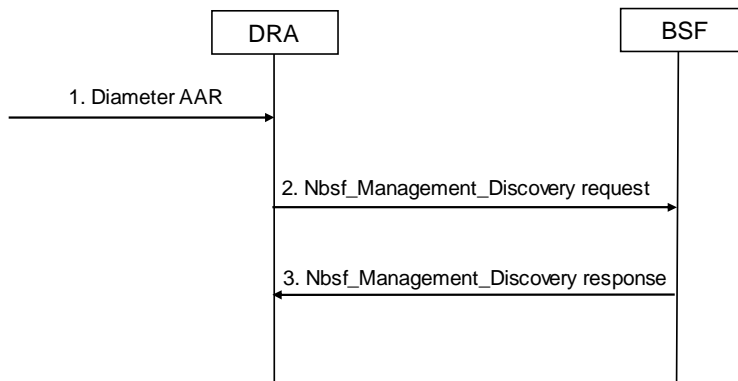 DRA
BSF
1. Diameter AAR
2. Nbsf_Management_Discovery request
3. Nbsf_Management_Discovery response